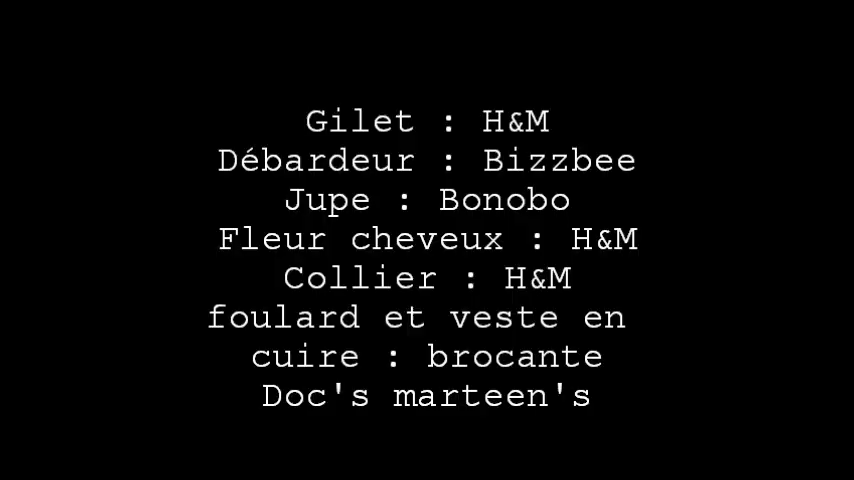 Gilet : H&M
Débardeur : Bizzbee
Jupe : Bonobo
Fleur cheveux : H&M
Collier : H&M
foulard et veste en
cuire : brocante
Doc's marteen's